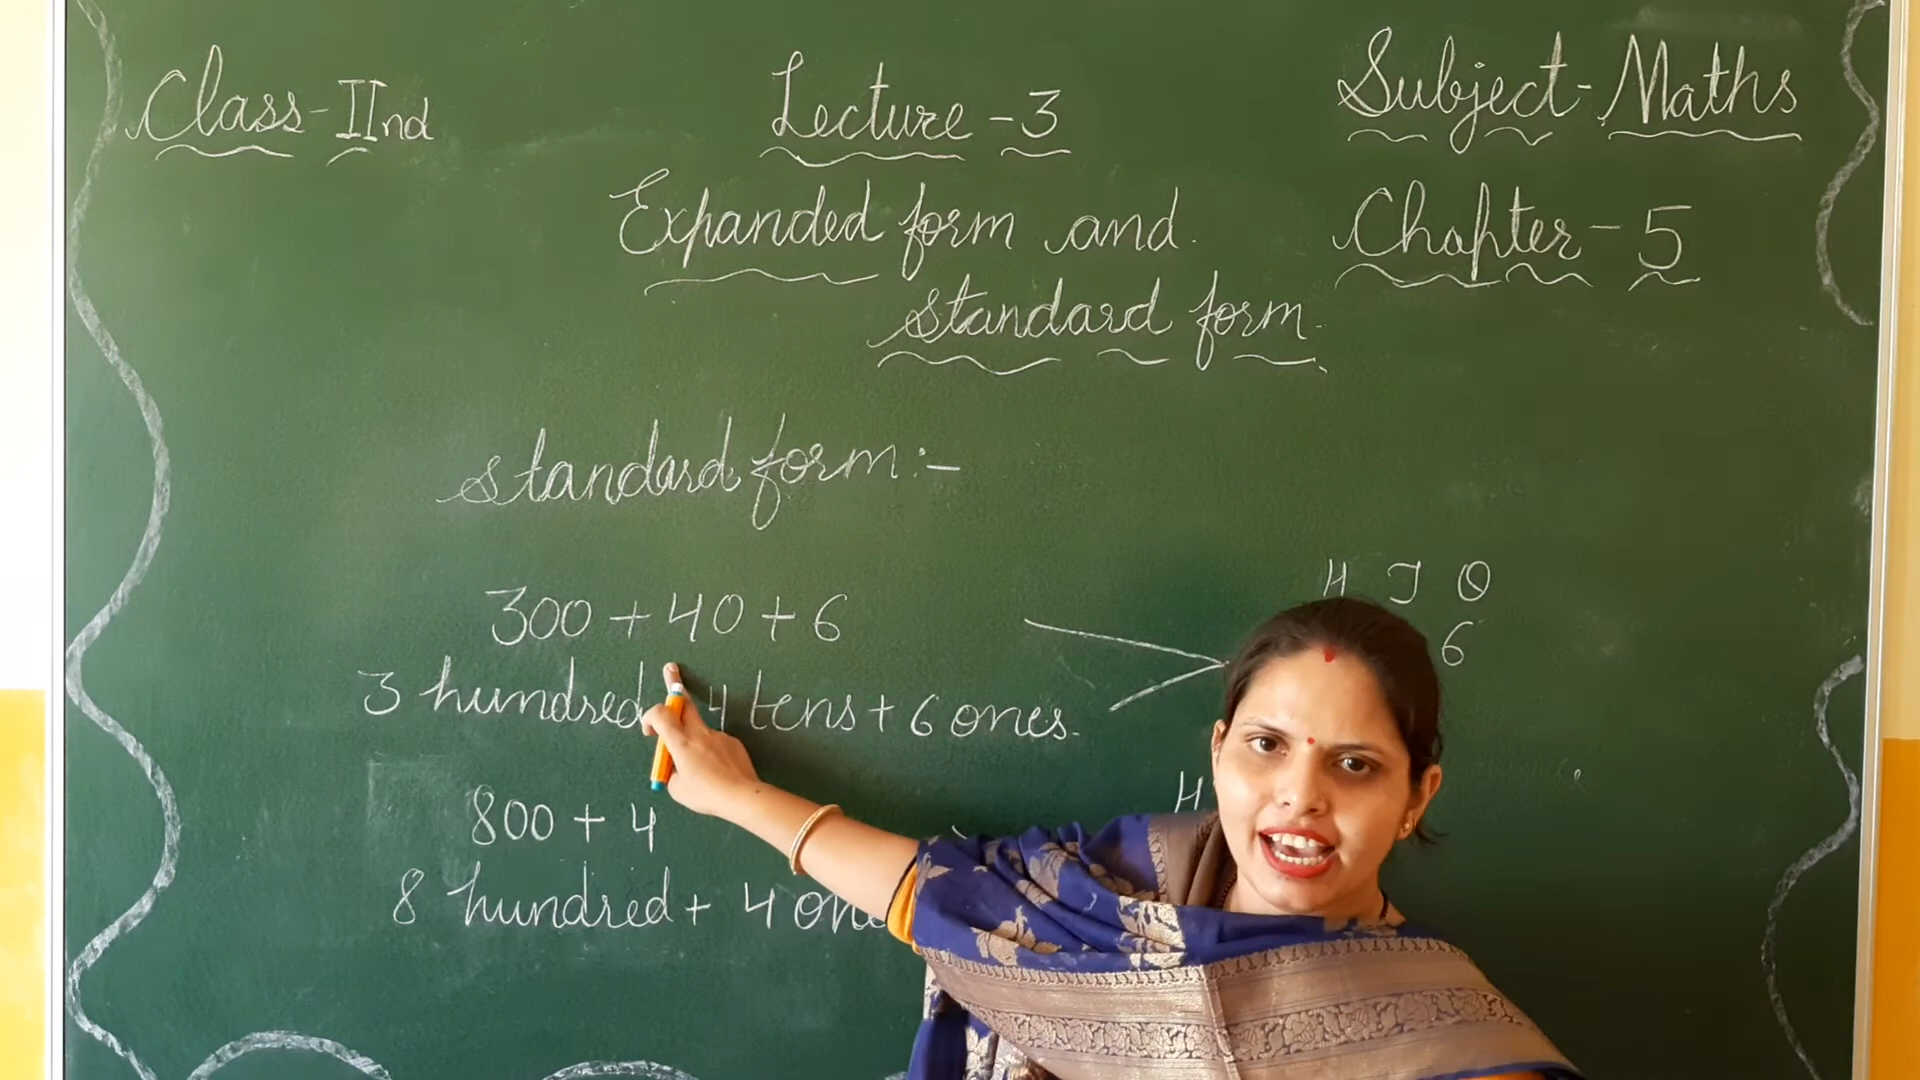 Class-IInd
Lecture-3
Subject-Maths
Expanded form and
Chapter-5
standard form.
standard form:-
H T O
300+40+6
6
3 hundred 4 tens+6 ones.
H
800+4
8 hundred+ 4